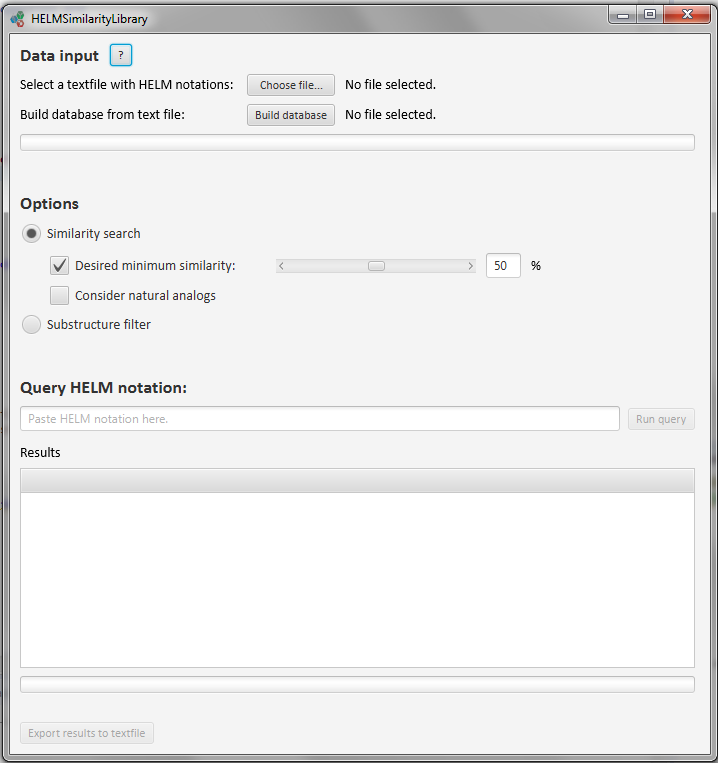 HELMSimilarityLibrary
Data input ?
Select a textfile with HELM notations: Choose file... No file selected.
Build database from text file: Build database No file selected.
Options
Similarity search
Desired minimum similarity: 50 %
Consider natural analogs
Substructure filter
Query HELM notation:
Paste HELM notation here. Run query
Results
Export results to textfile